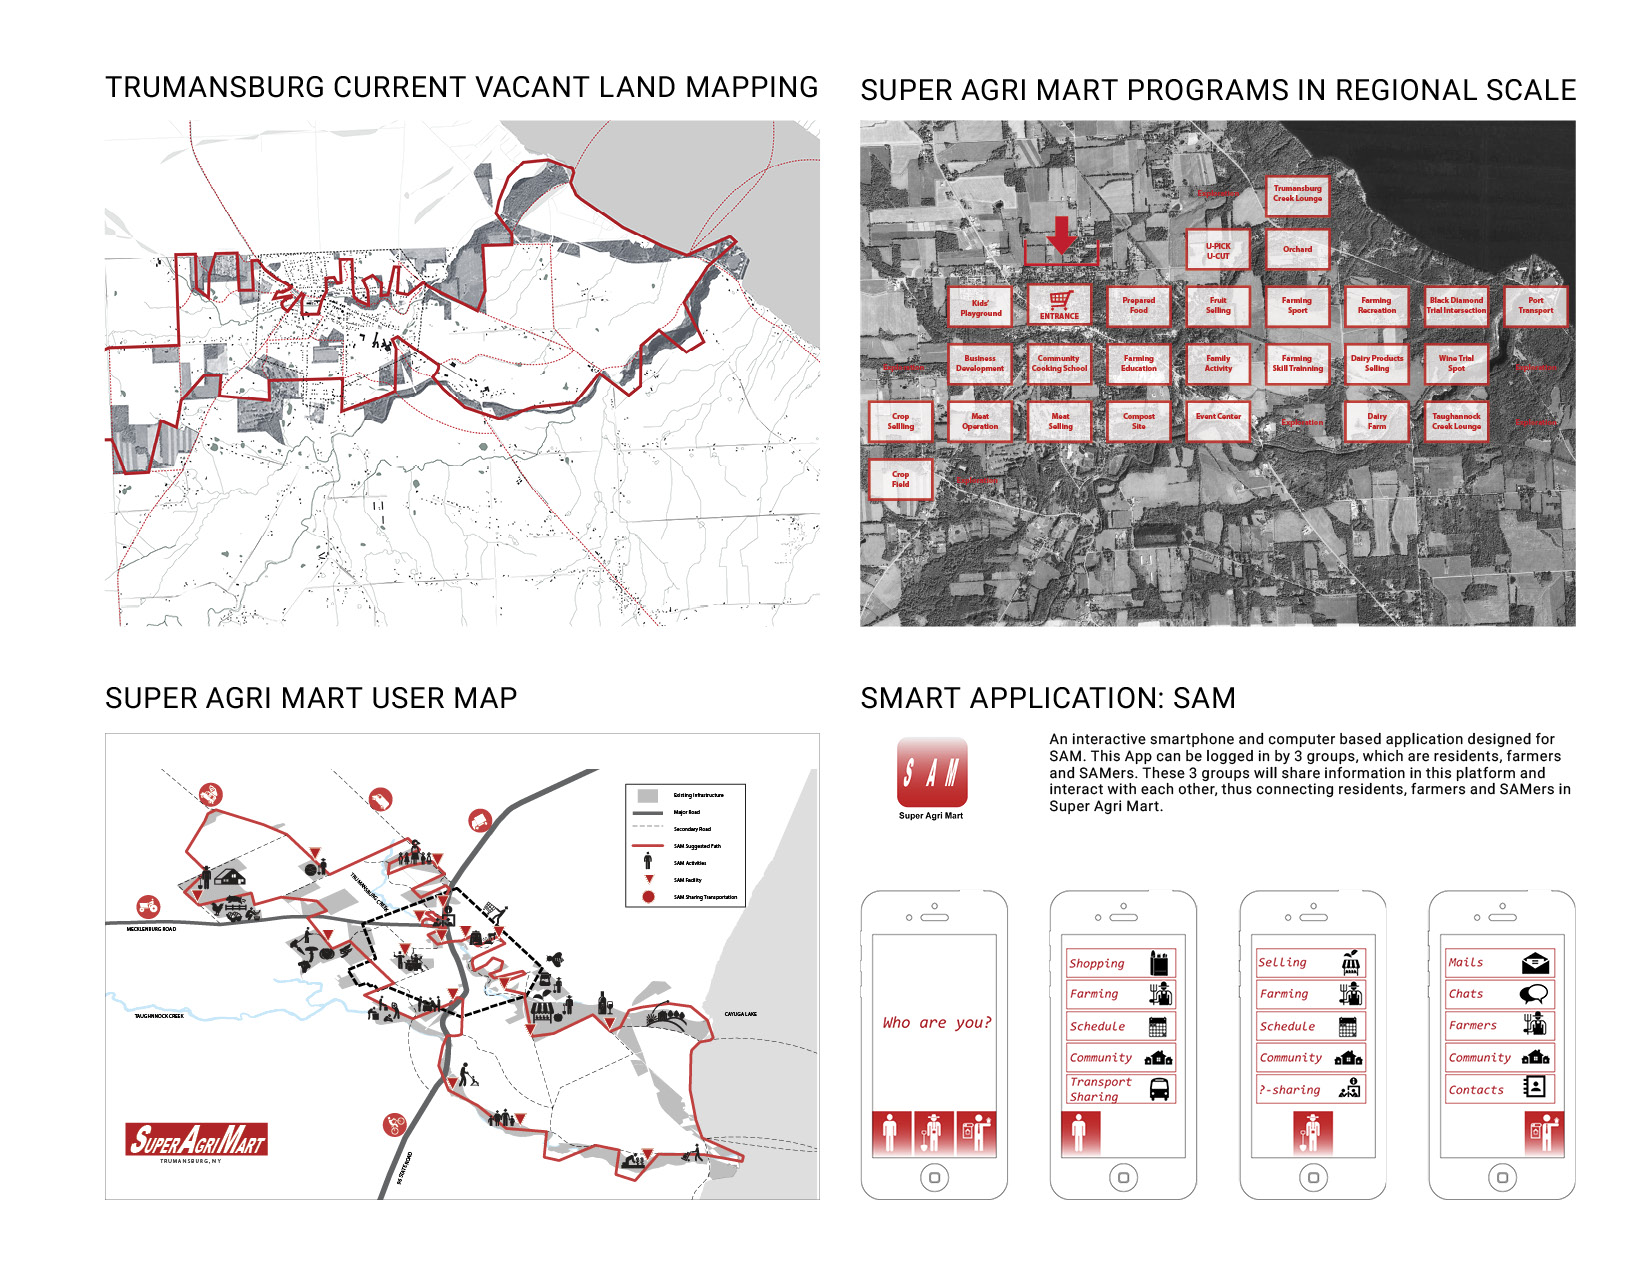 TRUMANSBURG CURRENT VACANT LAND MAPPING
SUPER AGRI MART PROGRAMS IN REGIONAL SCALE
Trumansburg
Creek Lounge
U-PICK
U-CUT
Orchard
Kids'
Playground
ENTRANCE
Prepared
Food
Fruit
Selling
Farming
Sport
Farming
Recreation
Black Diamond
Trial Intersection
Port
Transport
Business
Development
Community
Cooking School
Farming
Education
Family
Activity
Farming
Skill Trainning
Dairy Products
Selling
Wine Trial
Spot
Crop
Sellling
Meat
Operation
Meat
Selling
Compost
Site
Event Center
Exploration
Dairy
Farm
Taughannock
Creek Lounge
Crop
Field
SUPER AGRI MART USER MAP
Existing Infrastructure
Major Road
Secondary Road
SAM Suggested Path
SAM Activities
SAM Facility
SAM Sharing Transportation
TRUMANSBURG CREEK
MECKLENBURG ROAD
TAUGHANNOCK CREEK
CAYUGA LAKE
96 STATE ROAD
SUPER AGRI MART
TRUMANSBURG, NY
SMART APPLICATION: SAM
SAM
Super Agri Mart
An interactive smartphone and computer based application designed for
SAM. This App can be logged in by 3 groups, which are residents, farmers
and SAMers. These 3 groups will share information in this platform and
interact with each other, thus connecting residents, farmers and SAMers in
Super Agri Mart.
Who are you?
Shopping
Farming
Schedule
Community
Transport
Sharing
Selling
Farming
Schedule
Community
?-sharing
Mails
Chats
Farmers
Community
Contacts